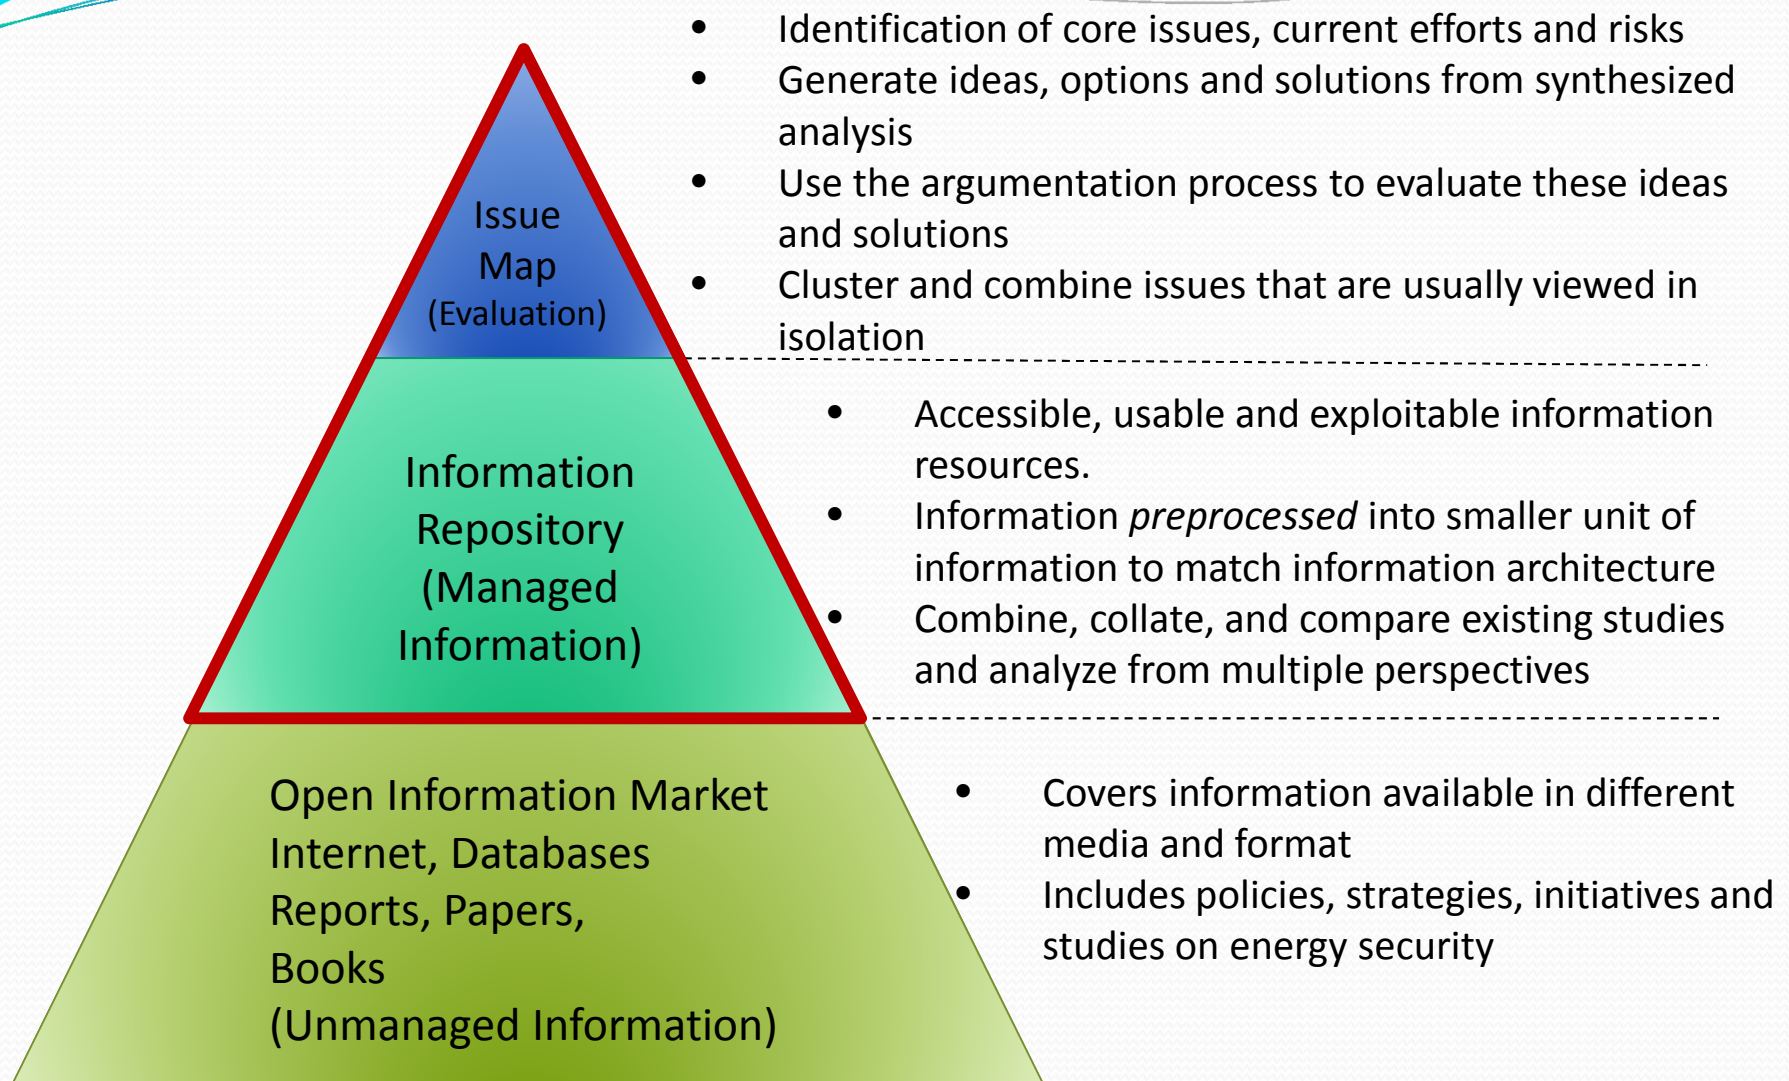 • Identification of core issues, current efforts and risks
• Generate ideas, options and solutions from synthesized
analysis
• Use the argumentation process to evaluate these ideas
and solutions
• Cluster and combine issues that are usually viewed in
isolation
Issue
Map
(Evaluation)
• Accessible, usable and exploitable information
resources.
• Information preprocessed into smaller unit of
information to match information architecture
• Combine, collate, and compare existing studies
and analyze from multiple perspectives
Information
Repository
(Managed
Information)
• Covers information available in different
media and format
• Includes policies, strategies, initiatives and
studies on energy security
Open Information Market
Internet, Databases
Reports, Papers,
Books
(Unmanaged Information)